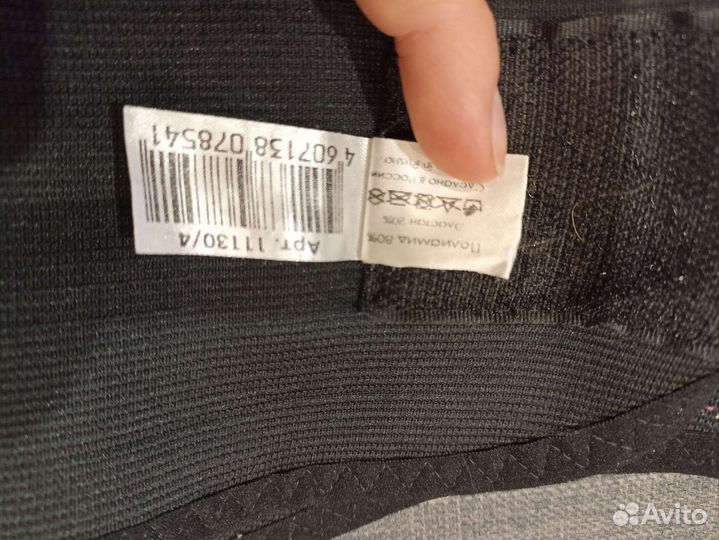 Арт. 11130/4
4 607138 078541
Полиамид 80%
Эластан 20%
Сделано в России
Avito